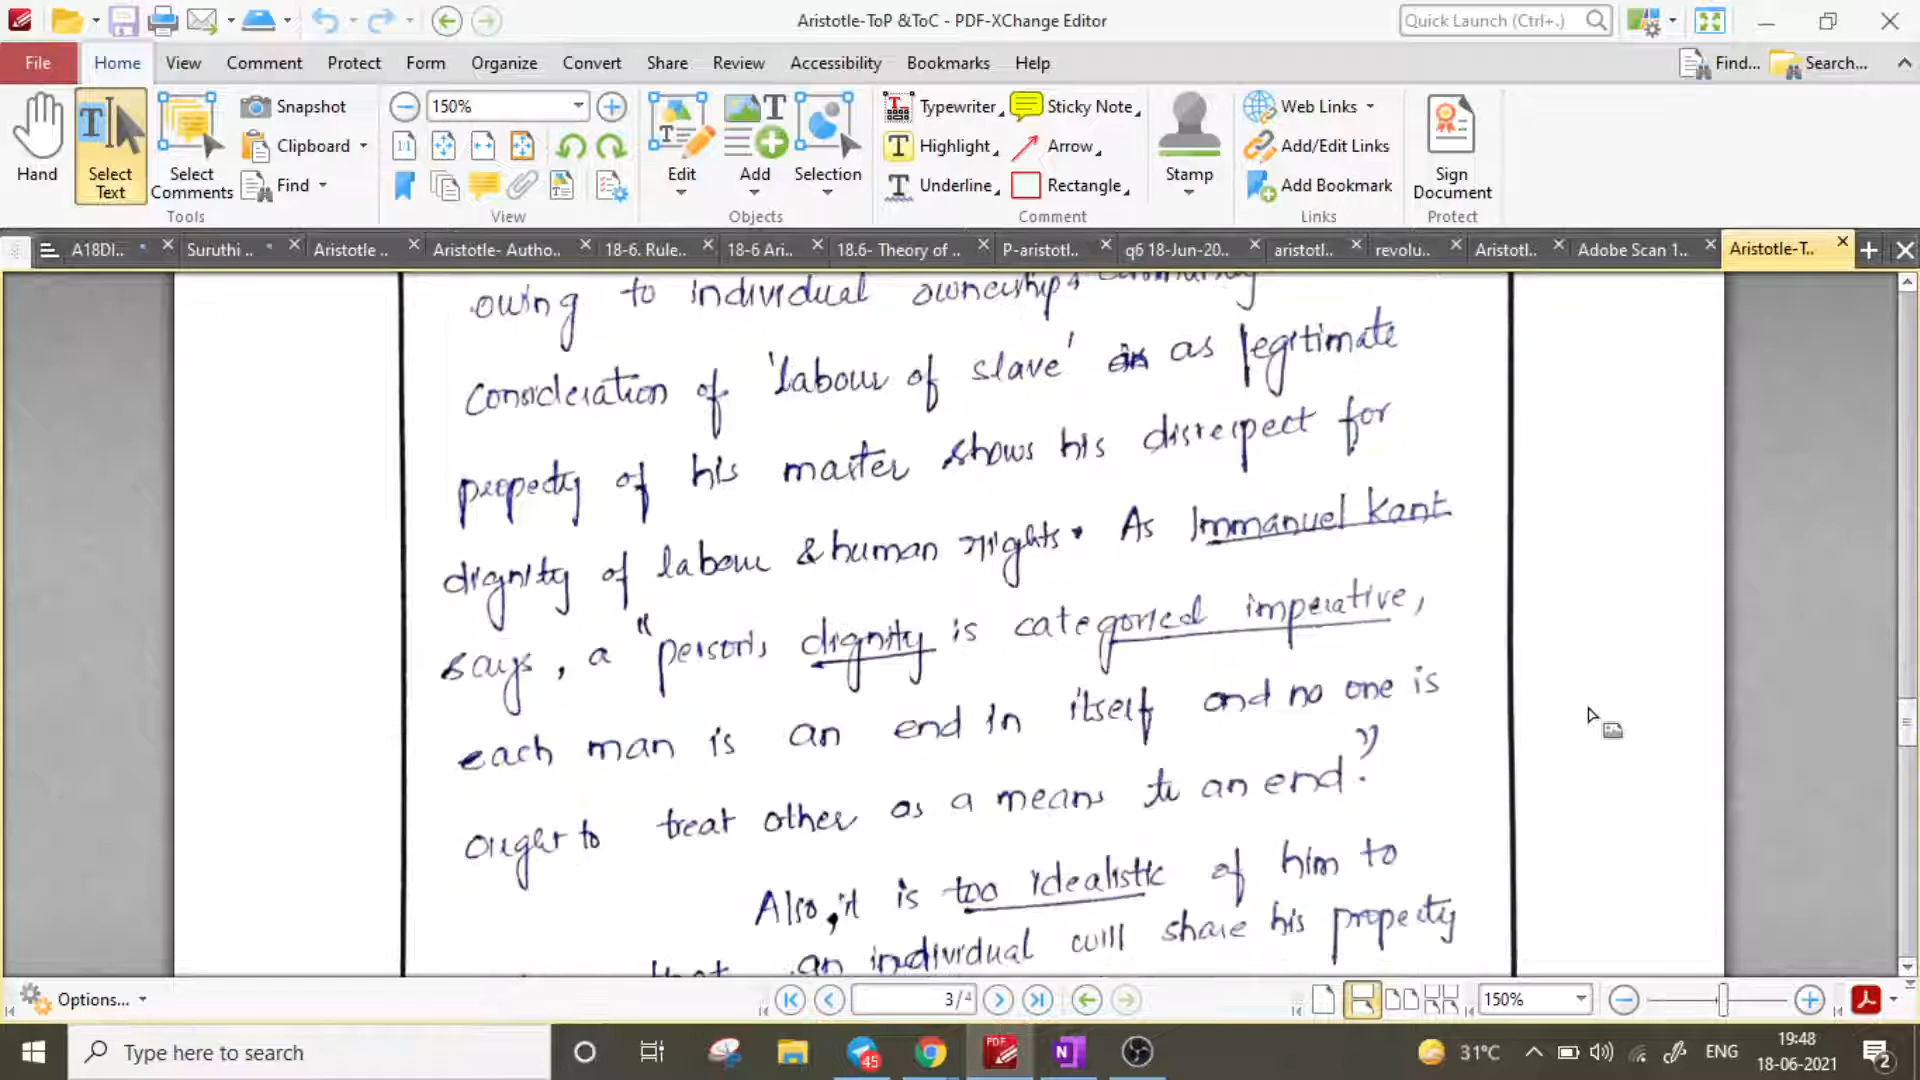 Aristotle-ToP &ToC - PDF-XChange Editor
Quick Launch (Ctrl+.)
File Home View Comment Protect Form Organize Convert Share Review Accessibility Bookmarks Help Find... Search...
Hand
Select Text
Select Comments
Snapshot
Clipboard
Find
Tools
150%
View
Edit
Add
Selection
Objects
Typewriter
Sticky Note
Highlight
Arrow
Underline
Rectangle
Comment
Stamp
Web Links
Add/Edit Links
Add Bookmark
Links
Sign Document
Protect
A18DI... Suruthi .. Aristotle .. Aristotle- Autho.. 18-6. Rule.. 18-6 Ari.. 18.6- Theory of .. P-aristotl.. q6 18-Jun-20.. aristotl.. revolu.. Aristotl.. Adobe Scan 1.. Aristotle-T..
owing to individual ownership.
consideration of 'labour of slave' as legitimate
property of his master shows his disrespect for
dignity of labour & human rights. As Immanuel Kant
says, a "person's dignity is categorical imperative,
each man is an end in itself and no one is
ought to treat other as a means to an end."
Also, it is too idealistic of him to
that an individual will share his property
Options...
3/4
150%
Type here to search
45
31°C
ENG
19:48
18-06-2021
2